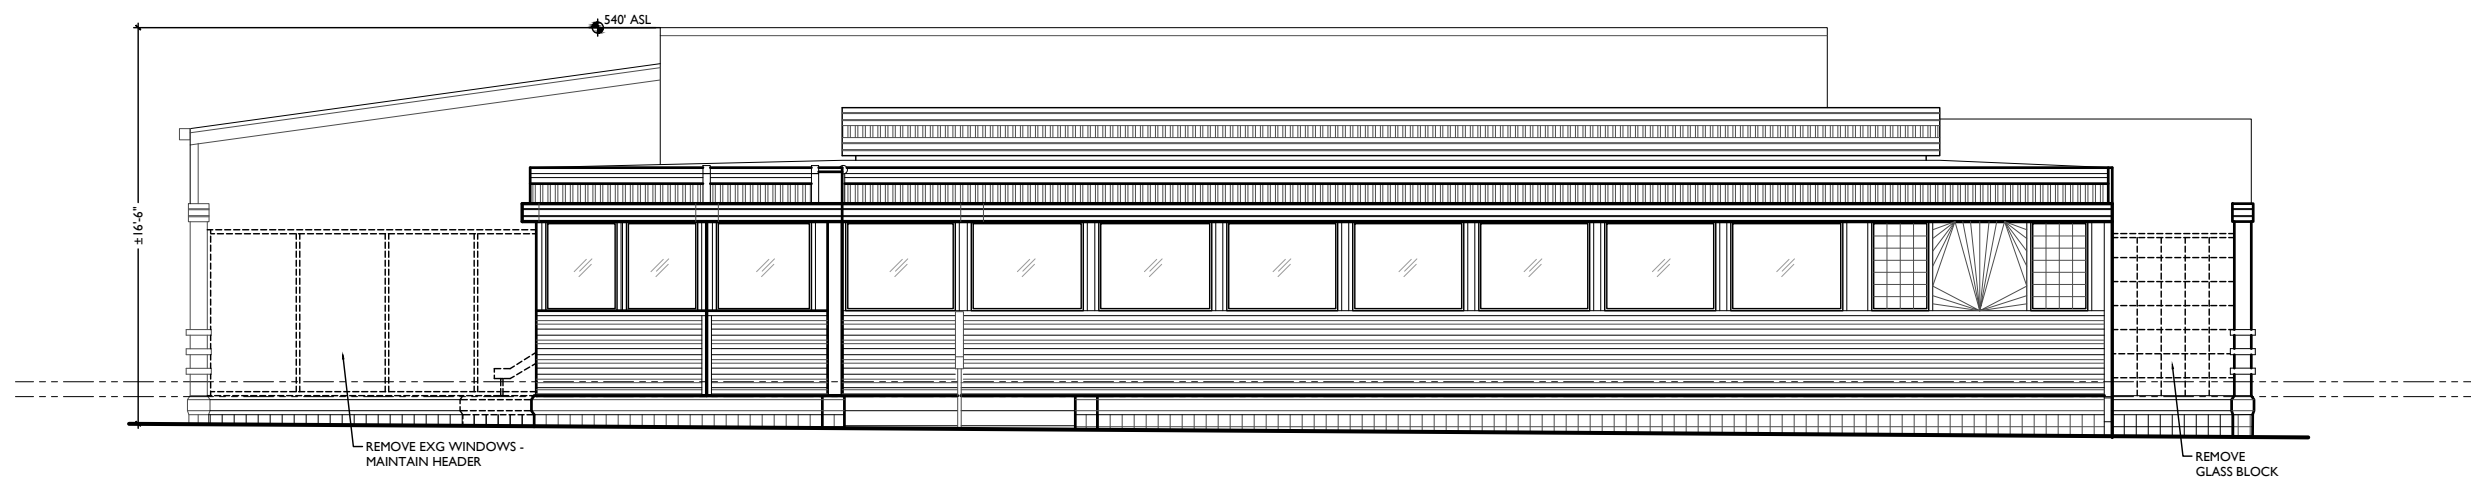 540' ASL
±16'-6"
REMOVE EXG WINDOWS -
MAINTAIN HEADER
REMOVE
GLASS BLOCK